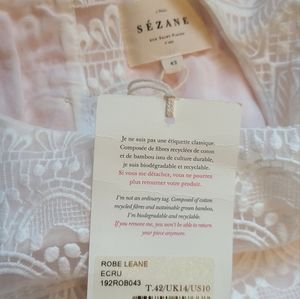 SÉZANE
42
Je ne suis pas une étiquette classique.
Composée de fibres recyclées de coton
et de bambou issu de culture durable,
je suis biodégradable et recyclable.
Si vous me détachez, vous ne pourrez
plus retourner votre produit.
I'm not an ordinary tag. Composed of cotton
recycled fibres and sustainable grown bamboo,
I'm biodegradable and recyclable.
If you remove me, you won't be able to return
your piece anymore.
ROBE LEANE
ECRU
192ROB043
T.42/UK14/US10